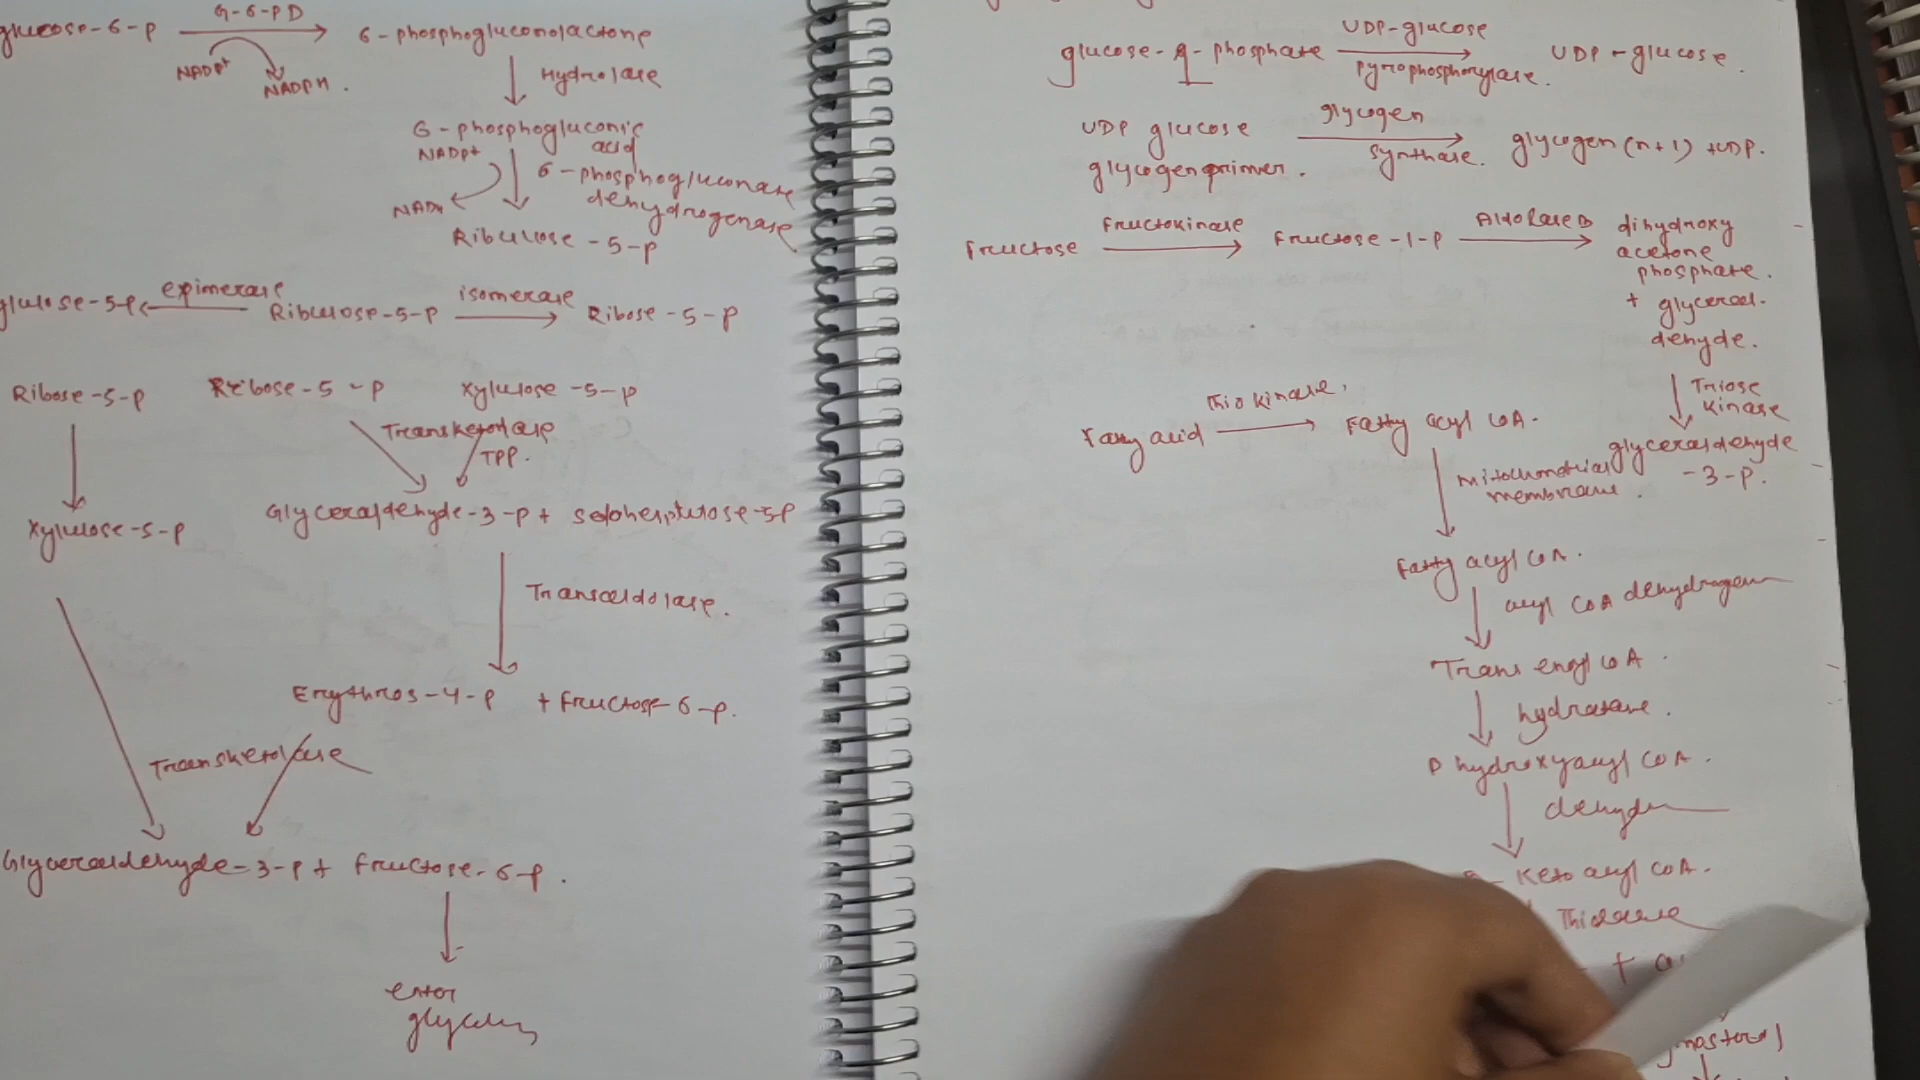 glucose-6-p G-6-PD 6-phosphogluconolactone
NADP+ NADPH.
Hydrolase
6-phosphogluconic
acid
NADP+
6-phosphogluconate
dehydrogenase
Ribulose-5-p
epimerase Ribulose-5-p isomerase Ribose-5-p
Ribose-5-p Ribose-5-p Xylulose-5-p
Transketolase
TPP.
Xylulose-5-p
Glyceraldehyde-3-p +
Transaldolase.
Erythros-4-p + Fructose-6-p.
Transketolase
Glyceraldehyde-3-p + Fructose-6-p.
enter
glucose- -phosphate UDP-glucose UDP-glucose.
pyrophosphorylase.
UDP glucose glycogen glycogen (n+1) + UDP.
synthase.
glycogen primer.
Fructose Fructokinase Fructose-1-p Aldolase B dihydroxy
acetone
phosphate.
+ glyceral-
dehyde.
Triose
kinase
glyceraldehyde
-3-p.
Fatty acid Thiokinase, Fatty acyl CoA.
mitochondrial
membrane.
Fatty acyl CoA.
acyl CoA
Trans enoyl CoA
hydratase.
hydroxyacyl CoA.
Keto acyl CoA.
+